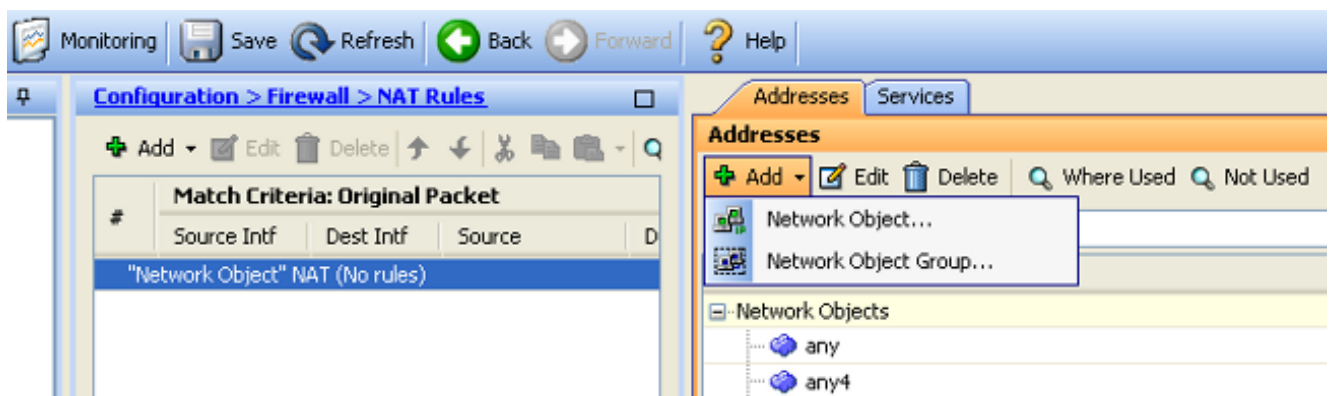 Monitoring Save Refresh Back Forward Help
Configuration > Firewall > NAT Rules
Add Edit Delete
#
Match Criteria: Original Packet
Source Intf Dest Intf Source D
"Network Object" NAT (No rules)
Addresses Services
Addresses
Add Edit Delete Where Used Not Used
Network Object...
Network Object Group...
Network Objects
any
any4